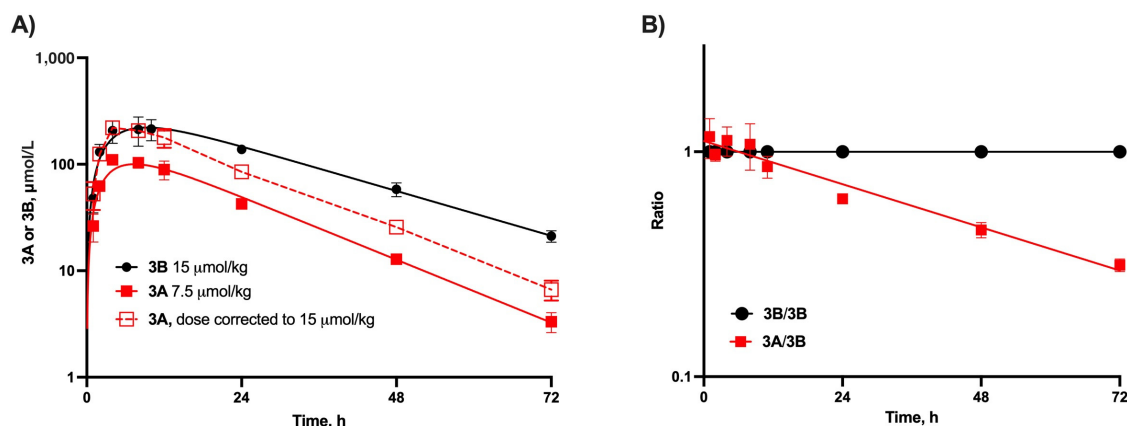 A)
1,000
100
10
1
3A or 3B, μmol/L
3B 15 μmol/kg
3A 7.5 μmol/kg
3A, dose corrected to 15 μmol/kg
0
24
48
72
Time, h
B)
1
0.1
Ratio
3B/3B
3A/3B
0
24
48
72
Time, h